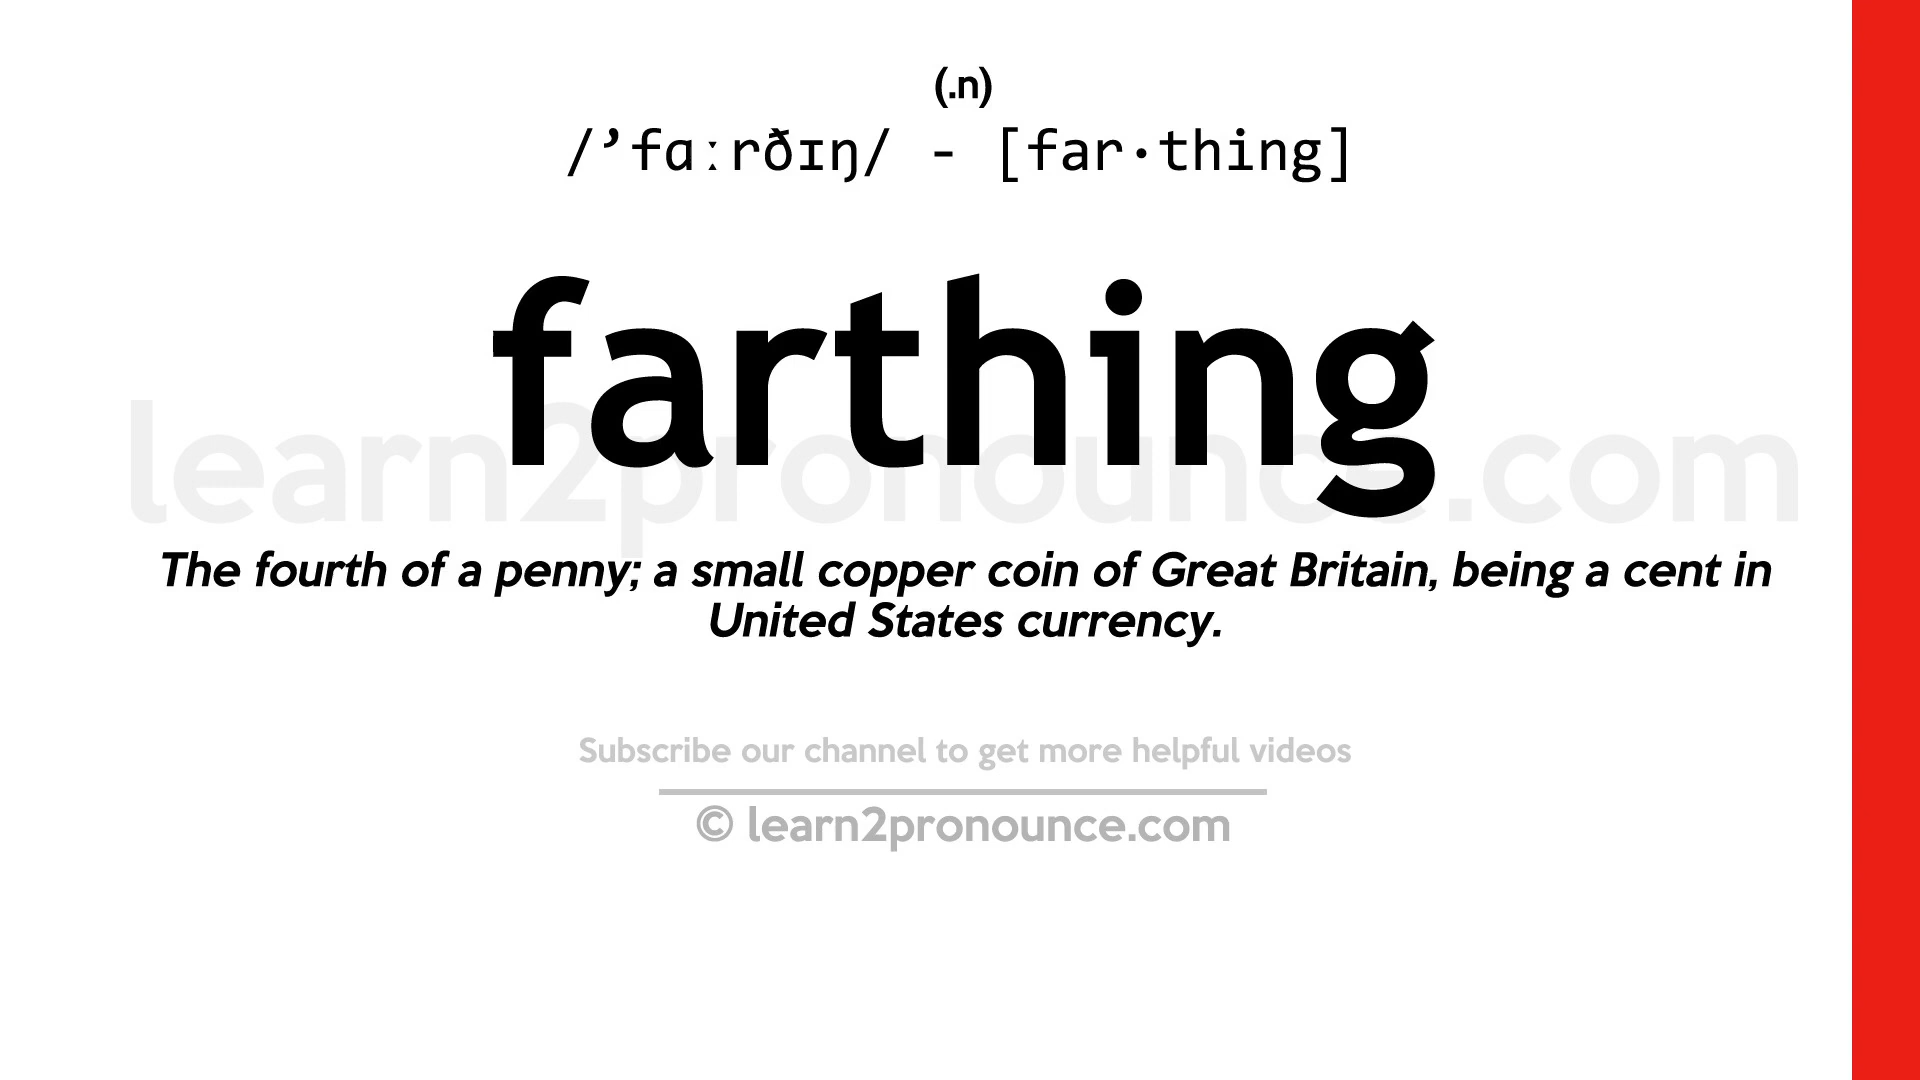 (.n)
/’fɑːrðɪŋ/ - [far·thing]
farthing
learn2pronounce.com
The fourth of a penny; a small copper coin of Great Britain, being a cent in
United States currency.
Subscribe our channel to get more helpful videos
© learn2pronounce.com